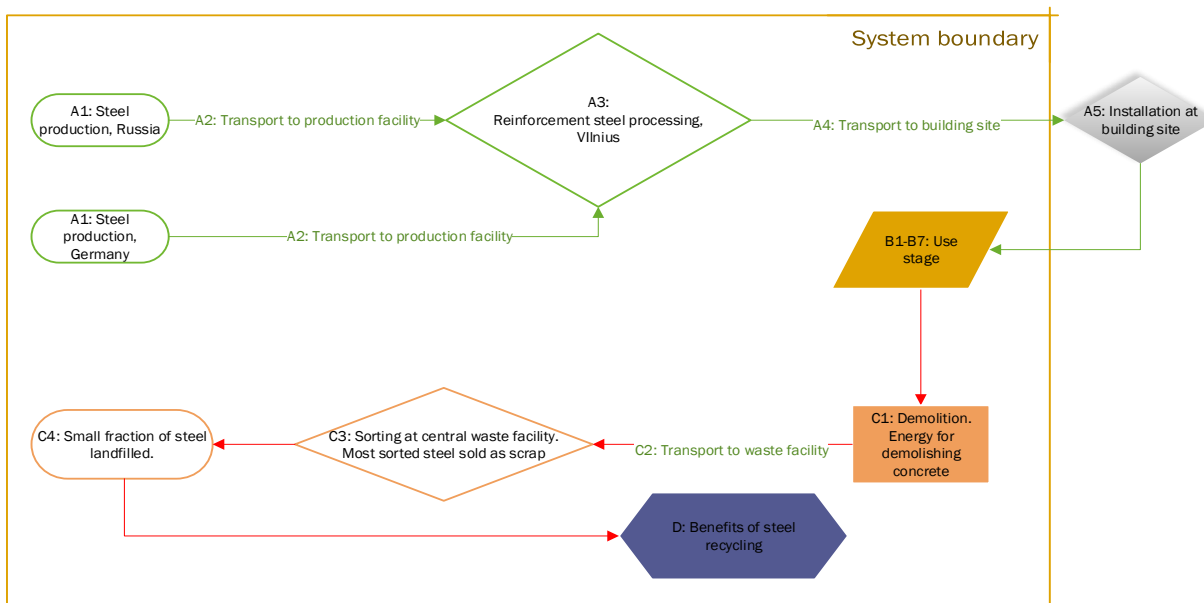 System boundary
A1: Steel
production, Russia
A2: Transport to production facility
A3:
Reinforcement steel processing,
VIlnius
A4: Transport to building site
A5: Installation at
building site
A1: Steel
production,
Germany
A2: Transport to production facility
B1-B7: Use
stage
C4: Small fraction of steel
landfilled.
C3: Sorting at central waste facility.
Most sorted steel sold as scrap
C2: Transport to waste facility
C1: Demolition.
Energy for
demolishing
concrete
D: Benefits of steel
recycling